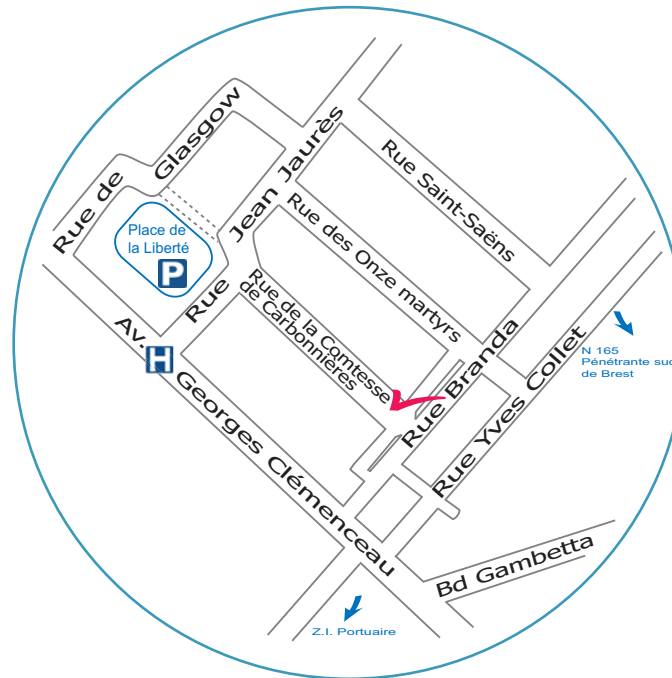 Rue de
Glasgow
Rue
Jean Jaurès
Rue Saint-Saëns
Place de
la Liberté
P
Rue des Onze martyrs
Rue de la Comtesse
de Carbonnières
H
Av.
Georges Clémenceau
Rue Branda
Rue Yves Collet
N 165
Pénétrante sud
de Brest
Bd Gambetta
Z.I. Portuaire